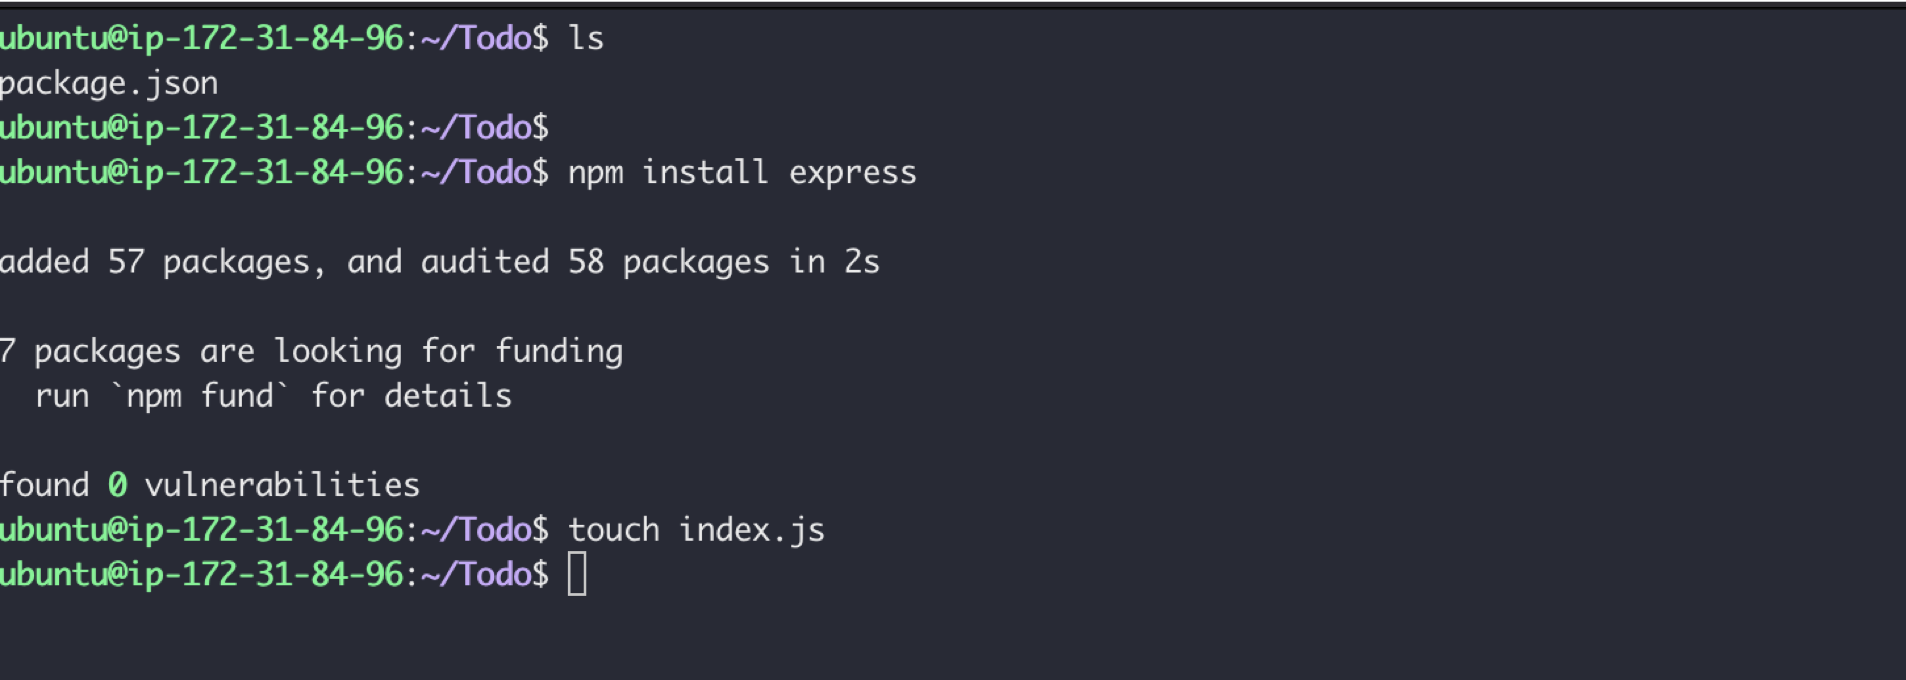 ubuntu@ip-172-31-84-96:~/Todo$ ls
package.json
ubuntu@ip-172-31-84-96:~/Todo$
ubuntu@ip-172-31-84-96:~/Todo$ npm install express
added 57 packages, and audited 58 packages in 2s
7 packages are looking for funding
  run `npm fund` for details
found 0 vulnerabilities
ubuntu@ip-172-31-84-96:~/Todo$ touch index.js
ubuntu@ip-172-31-84-96:~/Todo$